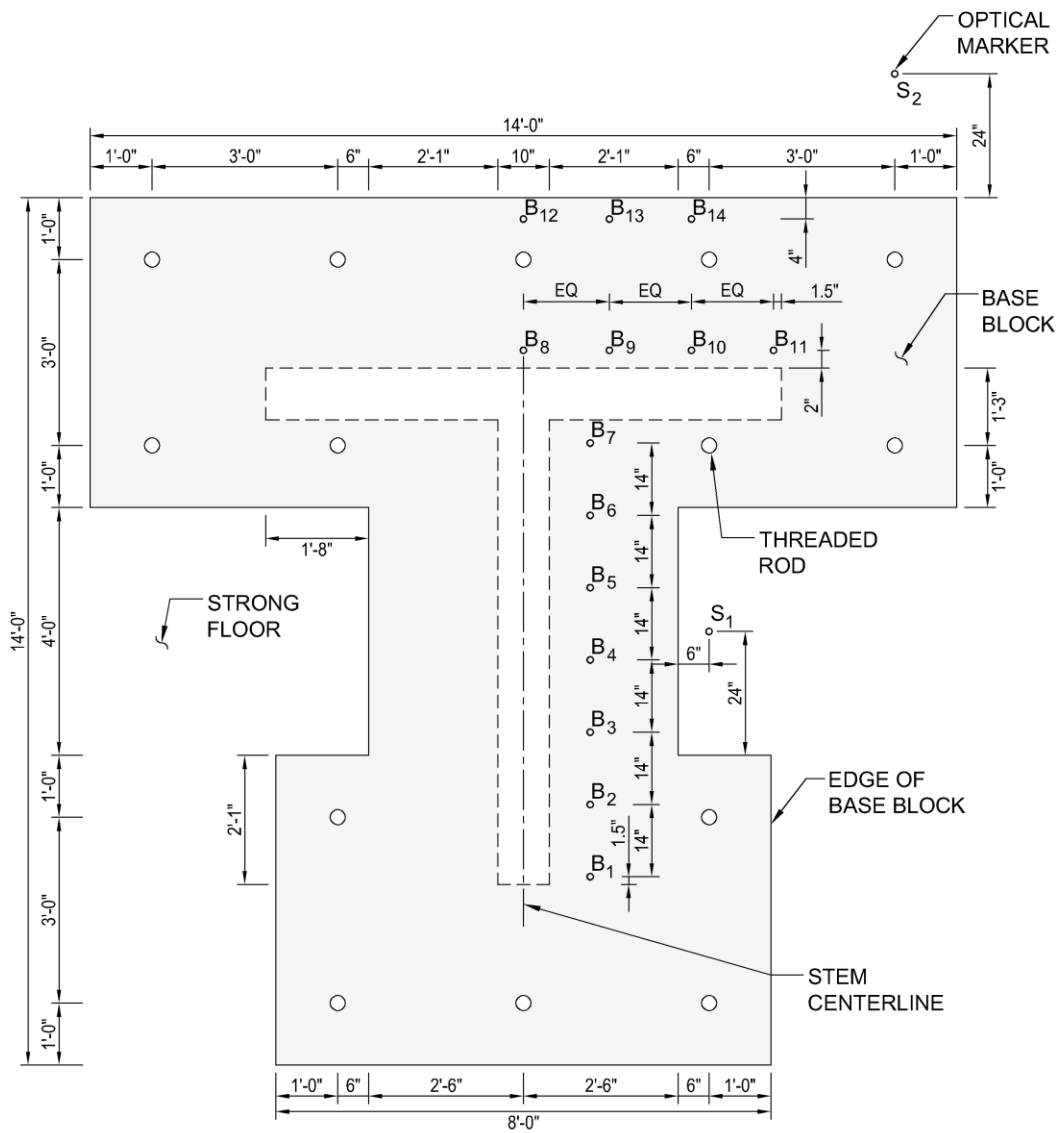 OPTICAL
MARKER
S2
24"
14'-0"
1'-0" 3'-0" 6" 2'-1" 10" 2'-1" 6" 3'-0" 1'-0"
B12 B13 B14
1'-0"
4"
EQ EQ EQ 1.5"
BASE
BLOCK
B8 B9 B10 B11
3'-0"
2"
1'-3"
B7
1'-0"
14"
1'-0"
B6
1'-8"
14"
THREADED
ROD
B5
STRONG
FLOOR
S1
14'-0"
4'-0"
14"
B4
6"
24"
14"
B3
14"
B2
EDGE OF
BASE BLOCK
1'-0"
2'-1"
1.5"
14"
B1
3'-0"
STEM
CENTERLINE
1'-0"
1'-0" 6" 2'-6" 2'-6" 6" 1'-0"
8'-0"